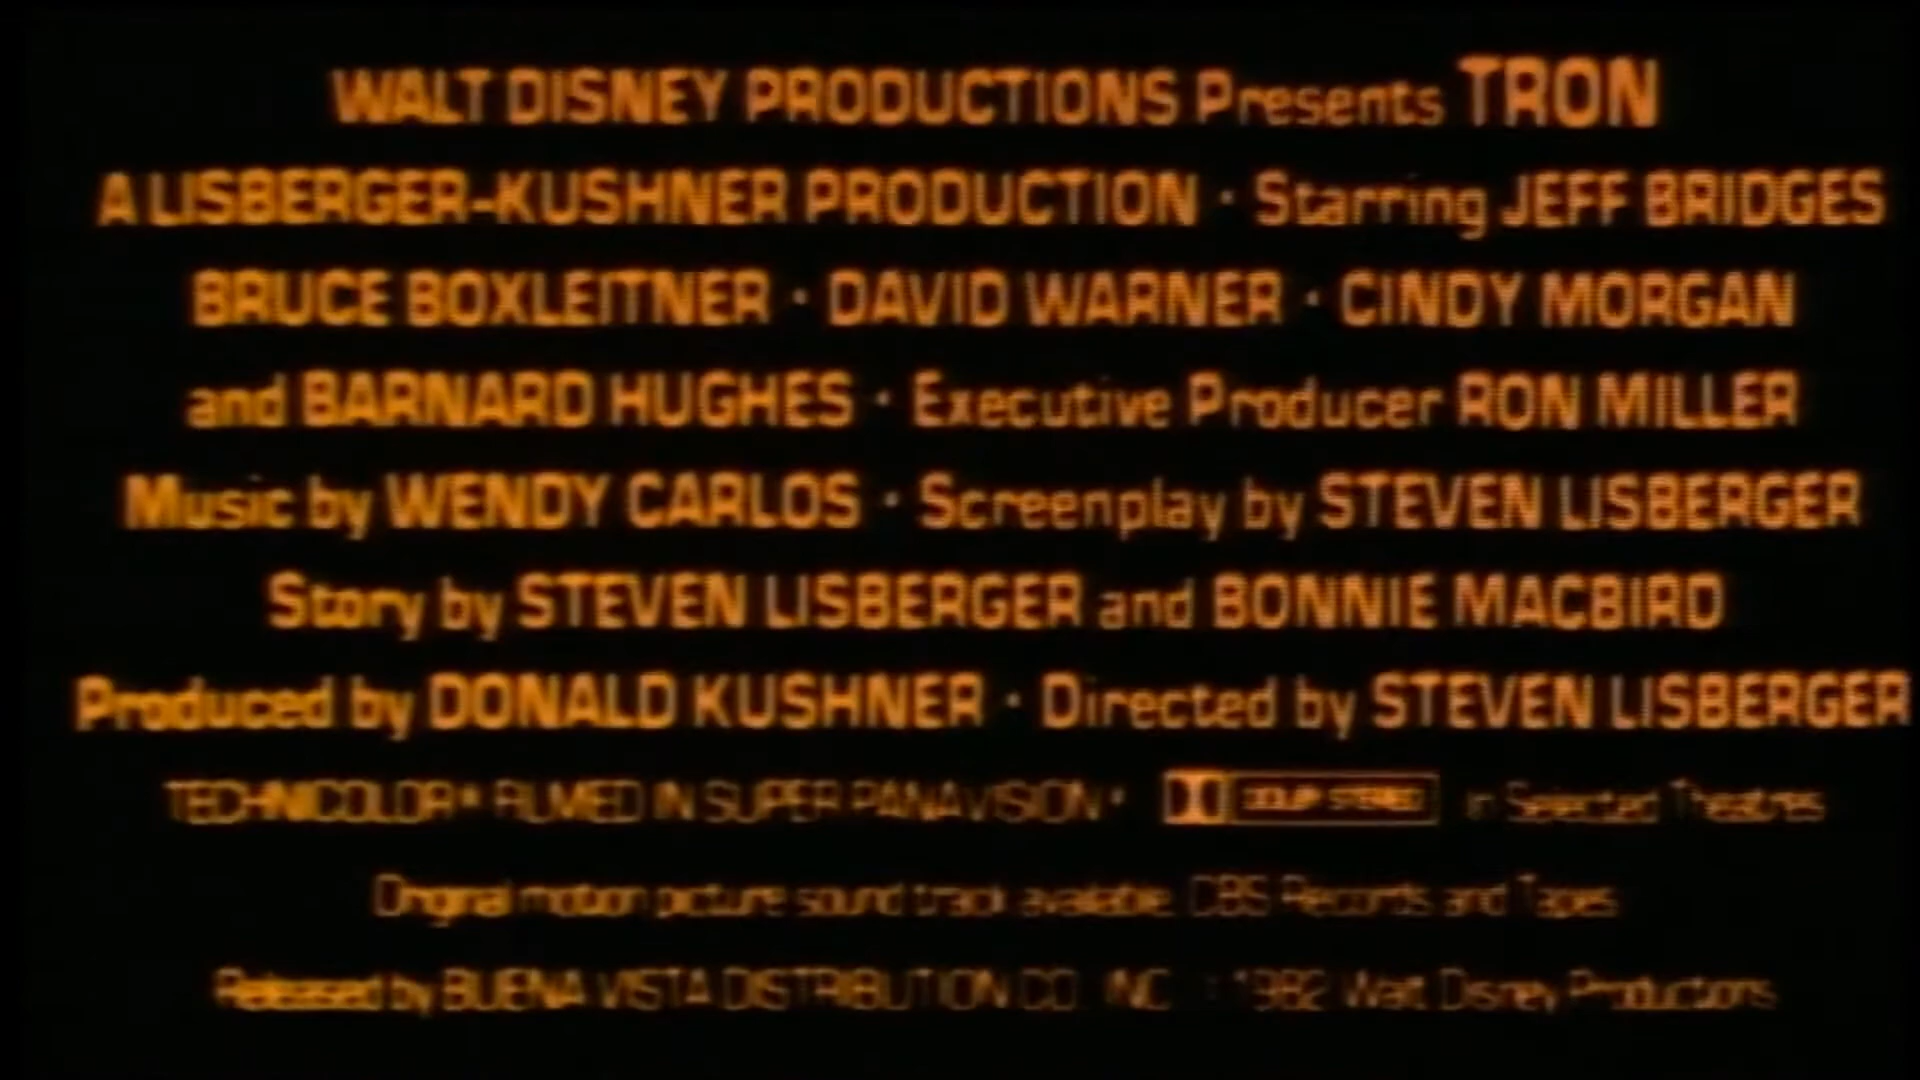 WALT DISNEY PRODUCTIONS Presents TRON
A LISBERGER-KUSHNER PRODUCTION · Starring JEFF BRIDGES
BRUCE BOXLEITNER · DAVID WARNER · CINDY MORGAN
and BARNARD HUGHES · Executive Producer RON MILLER
Music by WENDY CARLOS · Screenplay by STEVEN LISBERGER
Story by STEVEN LISBERGER and BONNIE MACBIRD
Produced by DONALD KUSHNER · Directed by STEVEN LISBERGER
TECHNICOLOR® FILMED IN SUPER PANAVISION® DOLBY STEREO in Selected Theatres
Original motion picture sound track available CBS Records and Tapes
Released by BUENA VISTA DISTRIBUTION CO. INC. 1982 Walt Disney Productions